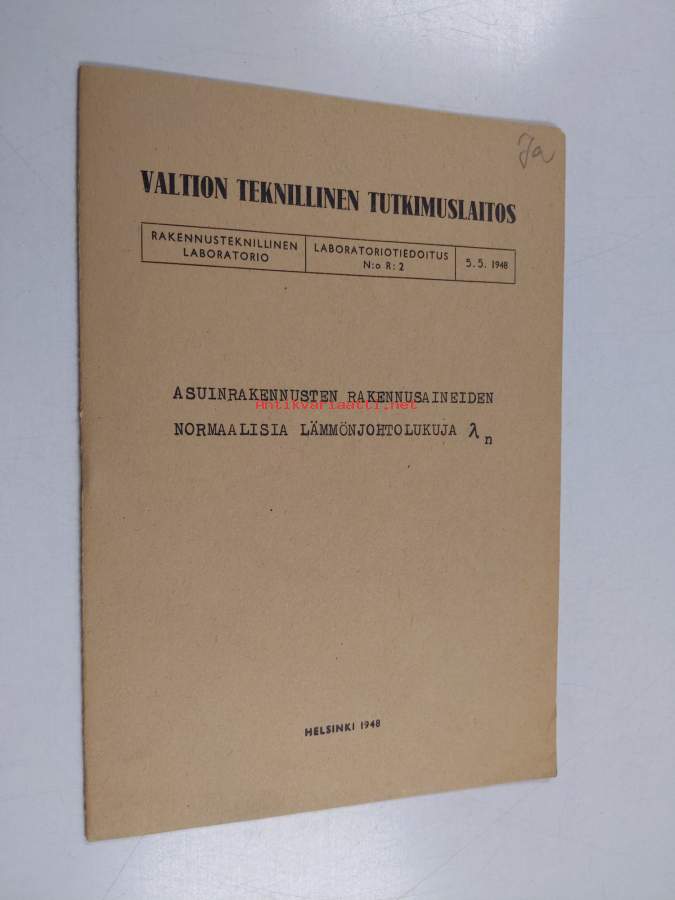 Ja
VALTION TEKNILLINEN TUTKIMUSLAITOS
RAKENNUSTEKNILLINEN
LABORATORIO
LABORATORIOTIEDOITUS
N:o R: 2
5. 5. 1948
ASUINRAKENNUSTEN RAKENNUSAINEIDEN
Antikvariaatti.net
NORMAALISIA LÄMMÖNJOHTOLUKUJA λn
HELSINKI 1948